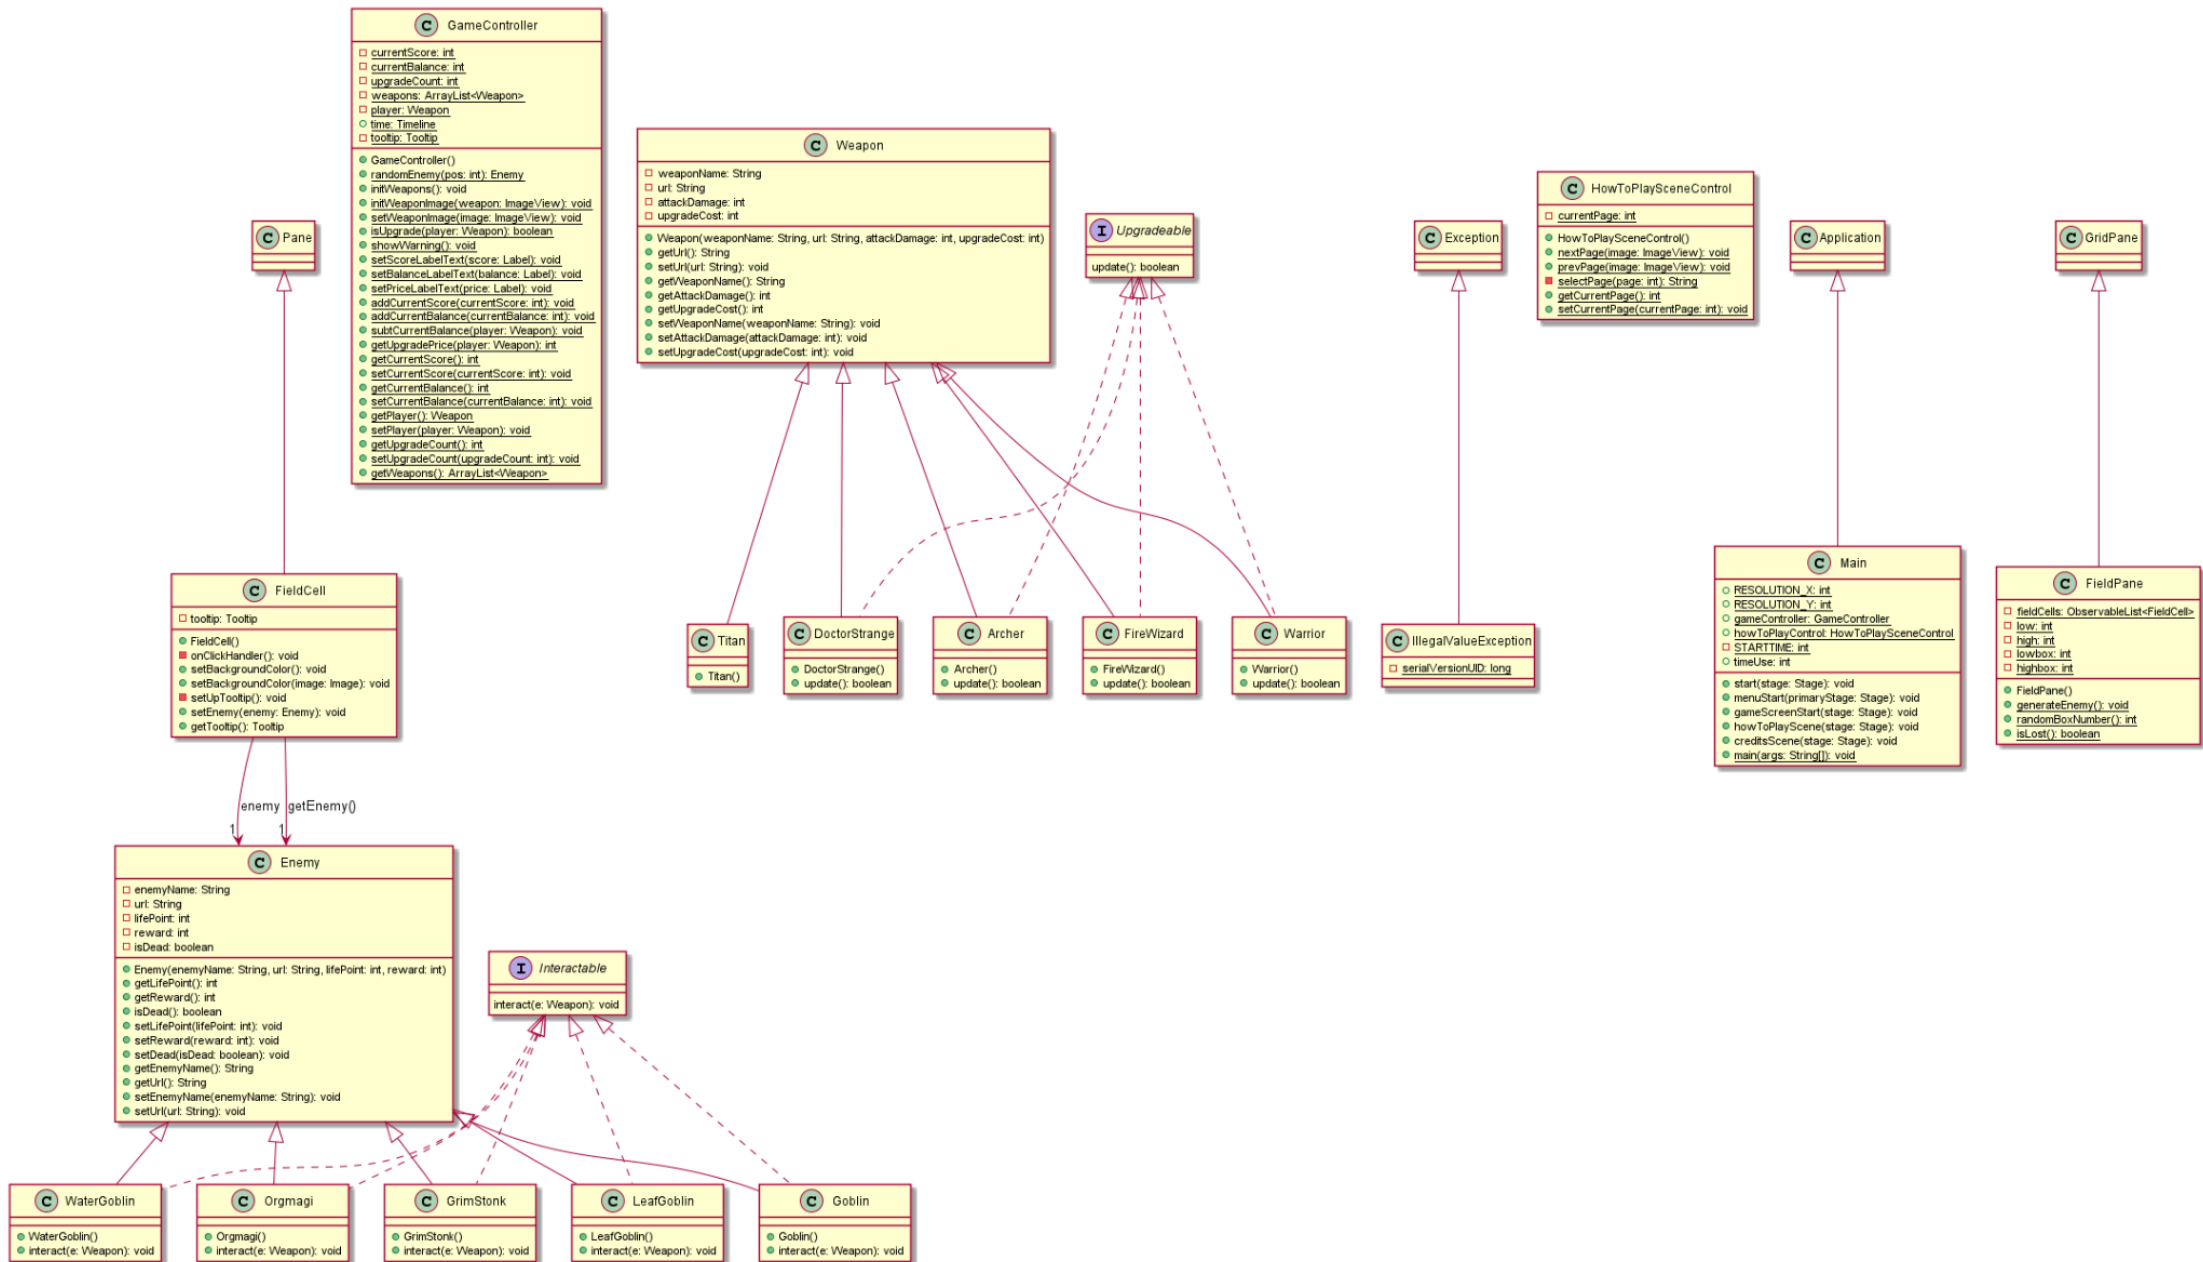 GameController
currentScore: int
currentBalance: int
upgradeCount: int
weapons: ArrayList<Weapon>
player: Weapon
time: Timeline
tooltip: Tooltip
GameController()
randomEnemy(pos: int): Enemy
initWeapons(): void
initWeaponImage(weapon: ImageView): void
setWeaponImage(image: ImageView): void
isUpgrade(player: Weapon): boolean
showWarning(): void
setScoreLabelText(score: Label): void
setBalanceLabelText(balance: Label): void
setPriceLabelText(price: Label): void
addCurrentScore(currentScore: int): void
addCurrentBalance(currentBalance: int): void
subtCurrentBalance(player: Weapon): void
getUpgradePrice(player: Weapon): int
getCurrentScore(): int
setCurrentScore(currentScore: int): void
getCurrentBalance(): int
setCurrentBalance(currentBalance: int): void
getPlayer(): Weapon
setPlayer(player: Weapon): void
getUpgradeCount(): int
setUpgradeCount(upgradeCount: int): void
getWeapons(): ArrayList<Weapon>
Weapon
weaponName: String
url: String
attackDamage: int
upgradeCost: int
Weapon(weaponName: String, url: String, attackDamage: int, upgradeCost: int)
getUrl(): String
setUrl(url: String): void
getWeaponName(): String
getAttackDamage(): int
getUpgradeCost(): int
setWeaponName(weaponName: String): void
setAttackDamage(attackDamage: int): void
setUpgradeCost(upgradeCost: int): void
Upgradeable
update(): boolean
Pane
Exception
HowToPlaySceneControl
currentPage: int
HowToPlaySceneControl()
nextPage(image: ImageView): void
prevPage(image: ImageView): void
selectPage(page: int): String
getCurrentPage(): int
setCurrentPage(currentPage: int): void
Application
GridPane
FieldCell
tooltip: Tooltip
FieldCell()
onClickHandler(): void
setBackgroundColor(): void
setBackgroundColor(image: Image): void
setUpTooltip(): void
setEnemy(enemy: Enemy): void
getTooltip(): Tooltip
Titan
Titan()
DoctorStrange
DoctorStrange()
update(): boolean
Archer
Archer()
update(): boolean
FireWizard
FireWizard()
update(): boolean
Warrior
Warrior()
update(): boolean
IllegalValueException
serialVersionUID: long
Main
RESOLUTION_X: int
RESOLUTION_Y: int
gameController: GameController
howToPlayControl: HowToPlaySceneControl
STARTTIME: int
timeUse: int
start(stage: Stage): void
menuStart(primaryStage: Stage): void
gameScreenStart(stage: Stage): void
howToPlayScene(stage: Stage): void
creditsScene(stage: Stage): void
main(args: String[]): void
FieldPane
fieldCells: ObservableList<FieldCell>
low: int
high: int
lowbox: int
highbox: int
FieldPane()
generateEnemy(): void
randomBoxNumber(): int
isLost(): boolean
enemy
getEnemy()
1
1
Enemy
enemyName: String
url: String
lifePoint: int
reward: int
isDead: boolean
Enemy(enemyName: String, url: String, lifePoint: int, reward: int)
getLifePoint(): int
getReward(): int
isDead(): boolean
setLifePoint(lifePoint: int): void
setReward(reward: int): void
setDead(isDead: boolean): void
getEnemyName(): String
getUrl(): String
setEnemyName(enemyName: String): void
setUrl(url: String): void
Interactable
interact(e: Weapon): void
WaterGoblin
WaterGoblin()
interact(e: Weapon): void
Orgmagi
Orgmagi()
interact(e: Weapon): void
GrimStonk
GrimStonk()
interact(e: Weapon): void
LeafGoblin
LeafGoblin()
interact(e: Weapon): void
Goblin
Goblin()
interact(e: Weapon): void